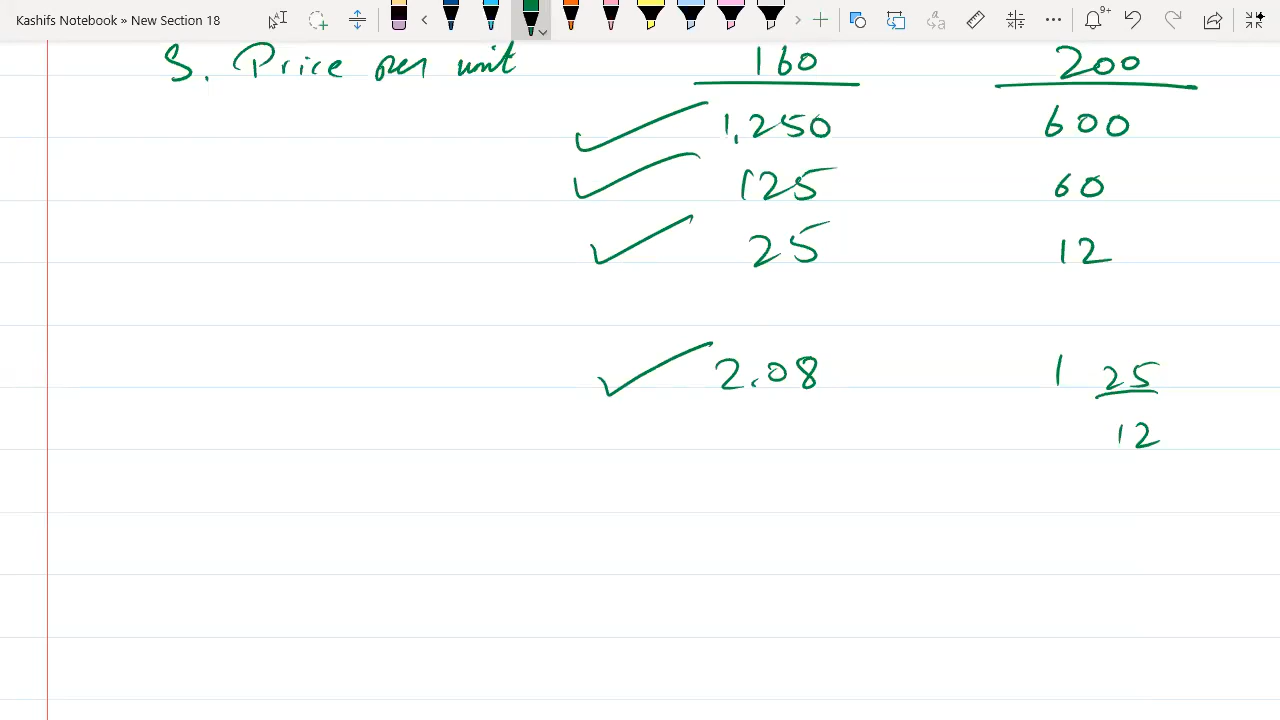 Kashifs Notebook » New Section 18
9+
S. Price per unit 160 200
1,250 600
125 60
25 12
2.08 1 25
12